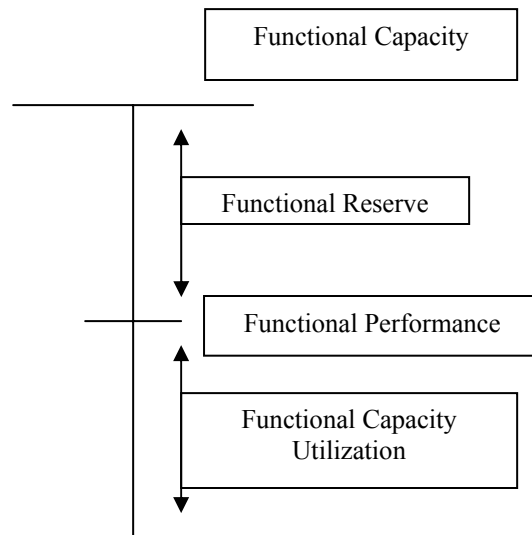 Functional Capacity
Functional Reserve
Functional Performance
Functional Capacity
Utilization